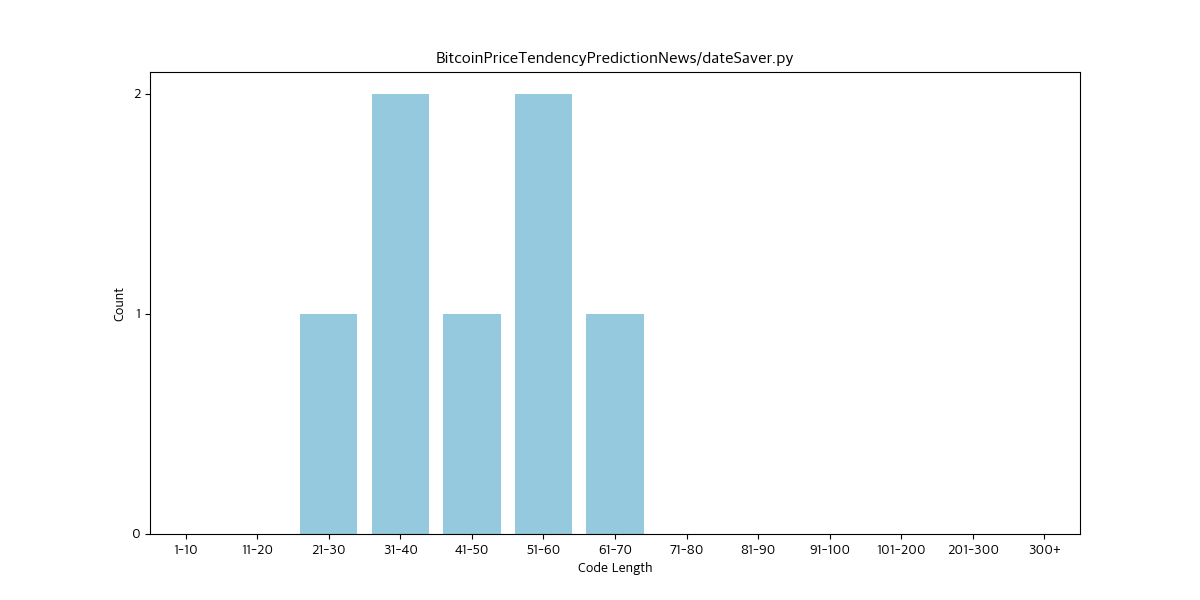 BitcoinPriceTendencyPredictionNews/dateSaver.py
2
1
0
Count
1-10 11-20 21-30 31-40 41-50 51-60 61-70 71-80 81-90 91-100 101-200 201-300 300+
Code Length